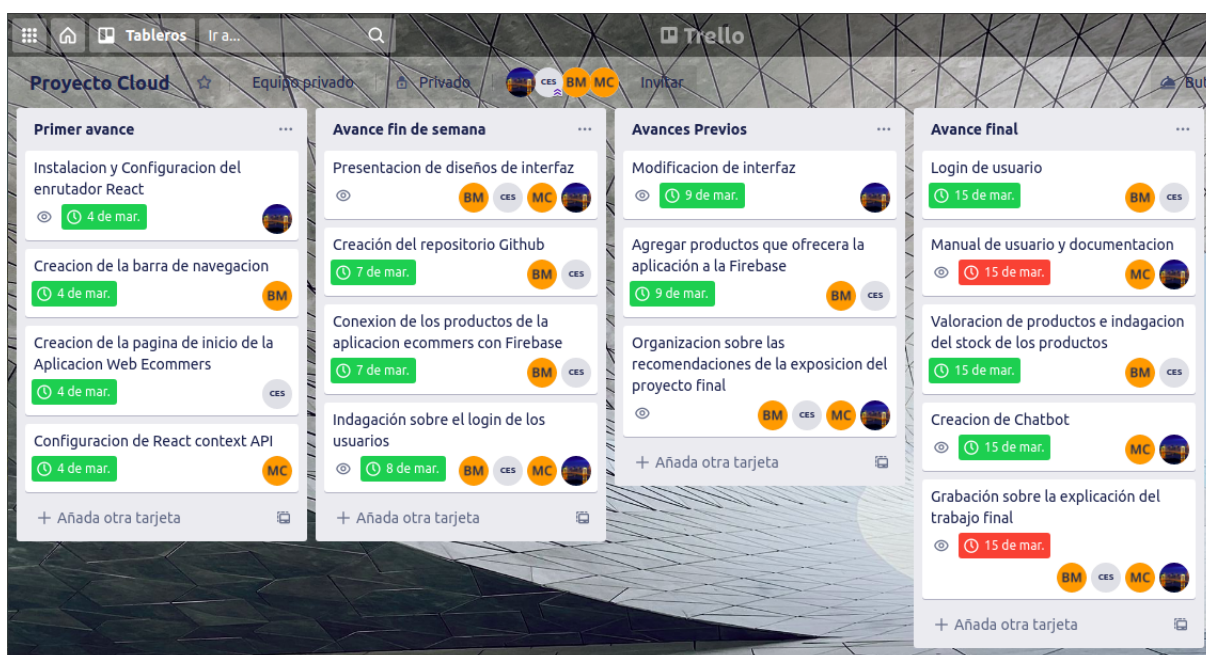 Tableros
Ir a...
Trello
Proyecto Cloud
Equipo privado
Privado
CES
BM
MC
Invitar
But
Primer avance
Instalacion y Configuracion del
enrutador React
4 de mar.
Creacion de la barra de navegacion
4 de mar.
BM
Creacion de la pagina de inicio de la
Aplicacion Web Ecommers
4 de mar.
CES
Configuracion de React context API
4 de mar.
MC
+ Añada otra tarjeta
Avance fin de semana
Presentacion de diseños de interfaz
BM CES MC
Creación del repositorio Github
7 de mar.
BM CES
Conexion de los productos de la
aplicacion ecommers con Firebase
7 de mar.
BM CES
Indagación sobre el login de los
usuarios
8 de mar.
BM CES MC
+ Añada otra tarjeta
Avances Previos
Modificacion de interfaz
9 de mar.
Agregar productos que ofrecera la
aplicación a la Firebase
9 de mar.
BM CES
Organizacion sobre las
recomendaciones de la exposicion del
proyecto final
BM CES MC
+ Añada otra tarjeta
Avance final
Login de usuario
15 de mar.
BM CES
Manual de usuario y documentacion
15 de mar.
MC
Valoracion de productos e indagacion
del stock de los productos
15 de mar.
BM CES
Creacion de Chatbot
15 de mar.
MC
Grabación sobre la explicación del
trabajo final
15 de mar.
BM CES MC
+ Añada otra tarjeta